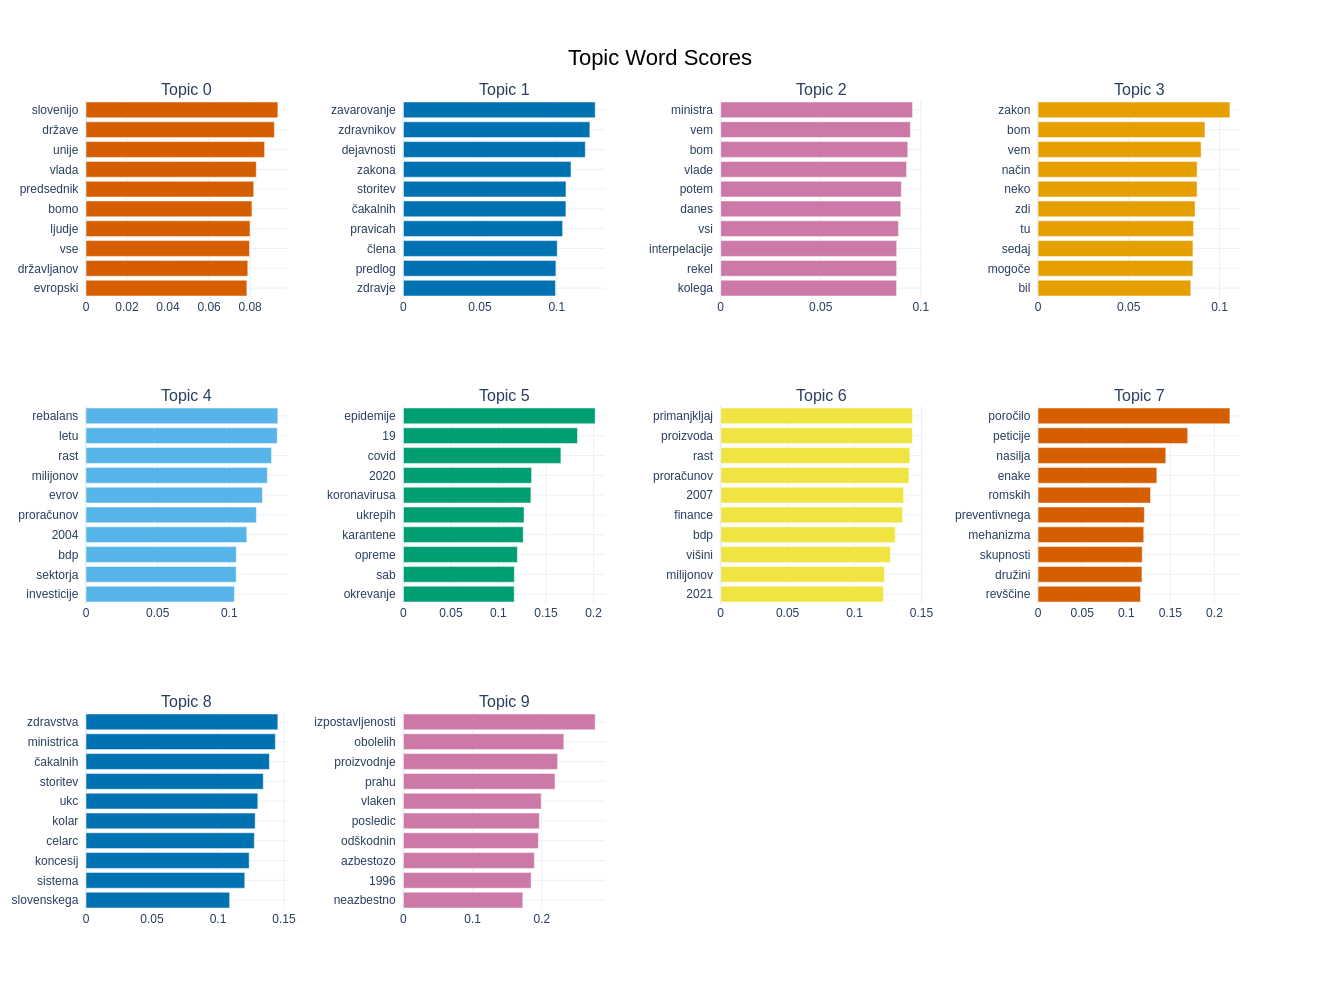 Topic Word Scores
Topic 0
slovenijo
države
unije
vlada
predsednik
bomo
ljudje
vse
državljanov
evropski
0 0.02 0.04 0.06 0.08
Topic 1
zavarovanje
zdravnikov
dejavnosti
zakona
storitev
čakalnih
pravicah
člena
predlog
zdravje
0 0.05 0.1
Topic 2
ministra
vem
bom
vlade
potem
danes
vsi
interpelacije
rekel
kolega
0 0.05 0.1
Topic 3
zakon
bom
vem
način
neko
zdi
tu
sedaj
mogoče
bil
0 0.05 0.1
Topic 4
rebalans
letu
rast
milijonov
evrov
proračunov
2004
bdp
sektorja
investicije
0 0.05 0.1
Topic 5
epidemije
19
covid
2020
koronavirusa
ukrepih
karantene
opreme
sab
okrevanje
0 0.05 0.1 0.15 0.2
Topic 6
primanjkljaj
proizvoda
rast
proračunov
2007
finance
bdp
višini
milijonov
2021
0 0.05 0.1 0.15
Topic 7
poročilo
peticije
nasilja
enake
romskih
preventivnega
mehanizma
skupnosti
družini
revščine
0 0.05 0.1 0.15 0.2
Topic 8
zdravstva
ministrica
čakalnih
storitev
ukc
kolar
celarc
koncesij
sistema
slovenskega
0 0.05 0.1 0.15
Topic 9
izpostavljenosti
obolelih
proizvodnje
prahu
vlaken
posledic
odškodnin
azbestozo
1996
neazbestno
0 0.1 0.2